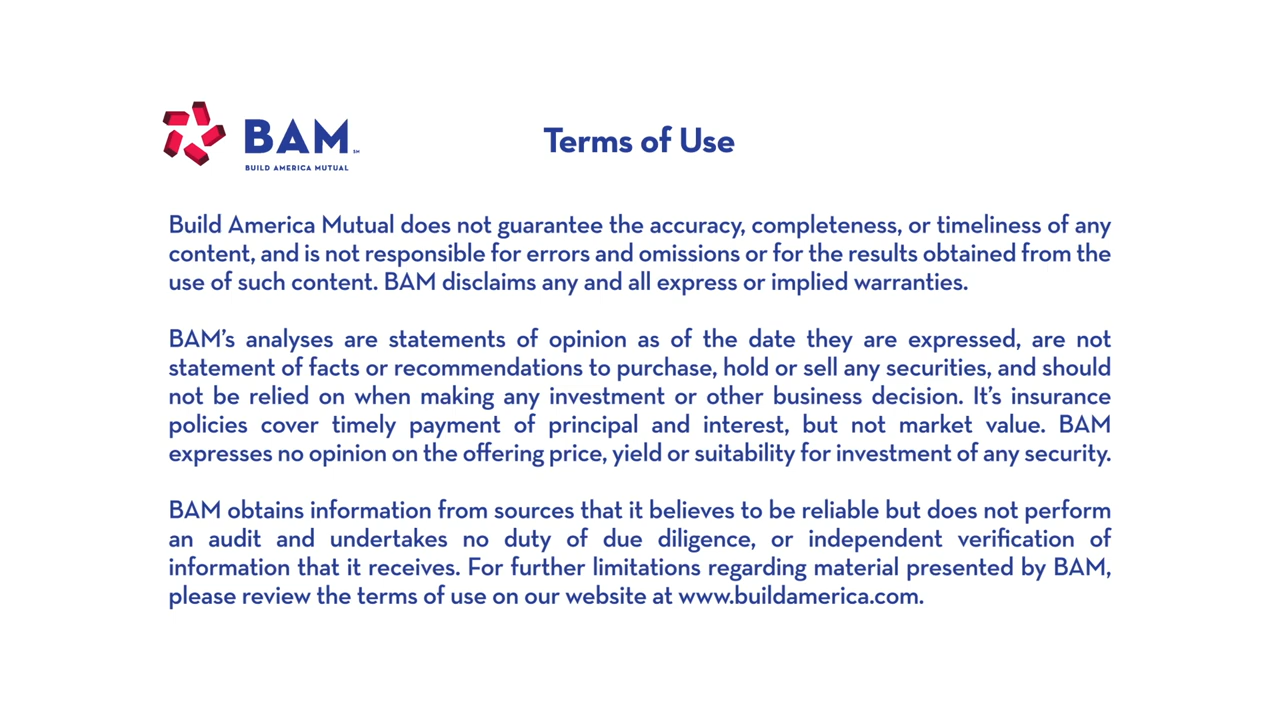 BAM SM
BUILD AMERICA MUTUAL
Terms of Use
Build America Mutual does not guarantee the accuracy, completeness, or timeliness of any
content, and is not responsible for errors and omissions or for the results obtained from the
use of such content. BAM disclaims any and all express or implied warranties.
BAM’s analyses are statements of opinion as of the date they are expressed, are not
statement of facts or recommendations to purchase, hold or sell any securities, and should
not be relied on when making any investment or other business decision. It’s insurance
policies cover timely payment of principal and interest, but not market value. BAM
expresses no opinion on the offering price, yield or suitability for investment of any security.
BAM obtains information from sources that it believes to be reliable but does not perform
an audit and undertakes no duty of due diligence, or independent verification of
information that it receives. For further limitations regarding material presented by BAM,
please review the terms of use on our website at www.buildamerica.com.